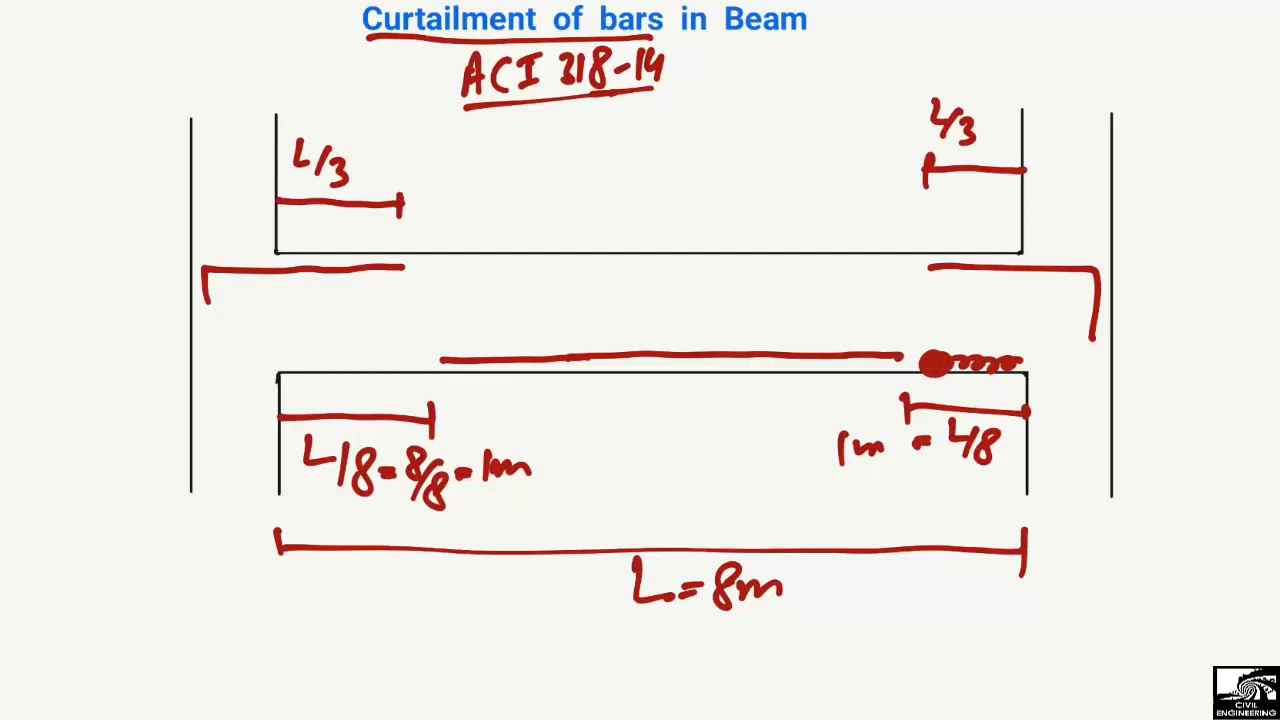 Curtailment of bars in Beam
ACI 318-14
L/3
L/3
L/8 = 8/8 = 1m
1m = L/8
L = 8m
CIVIL
ENGINEERING